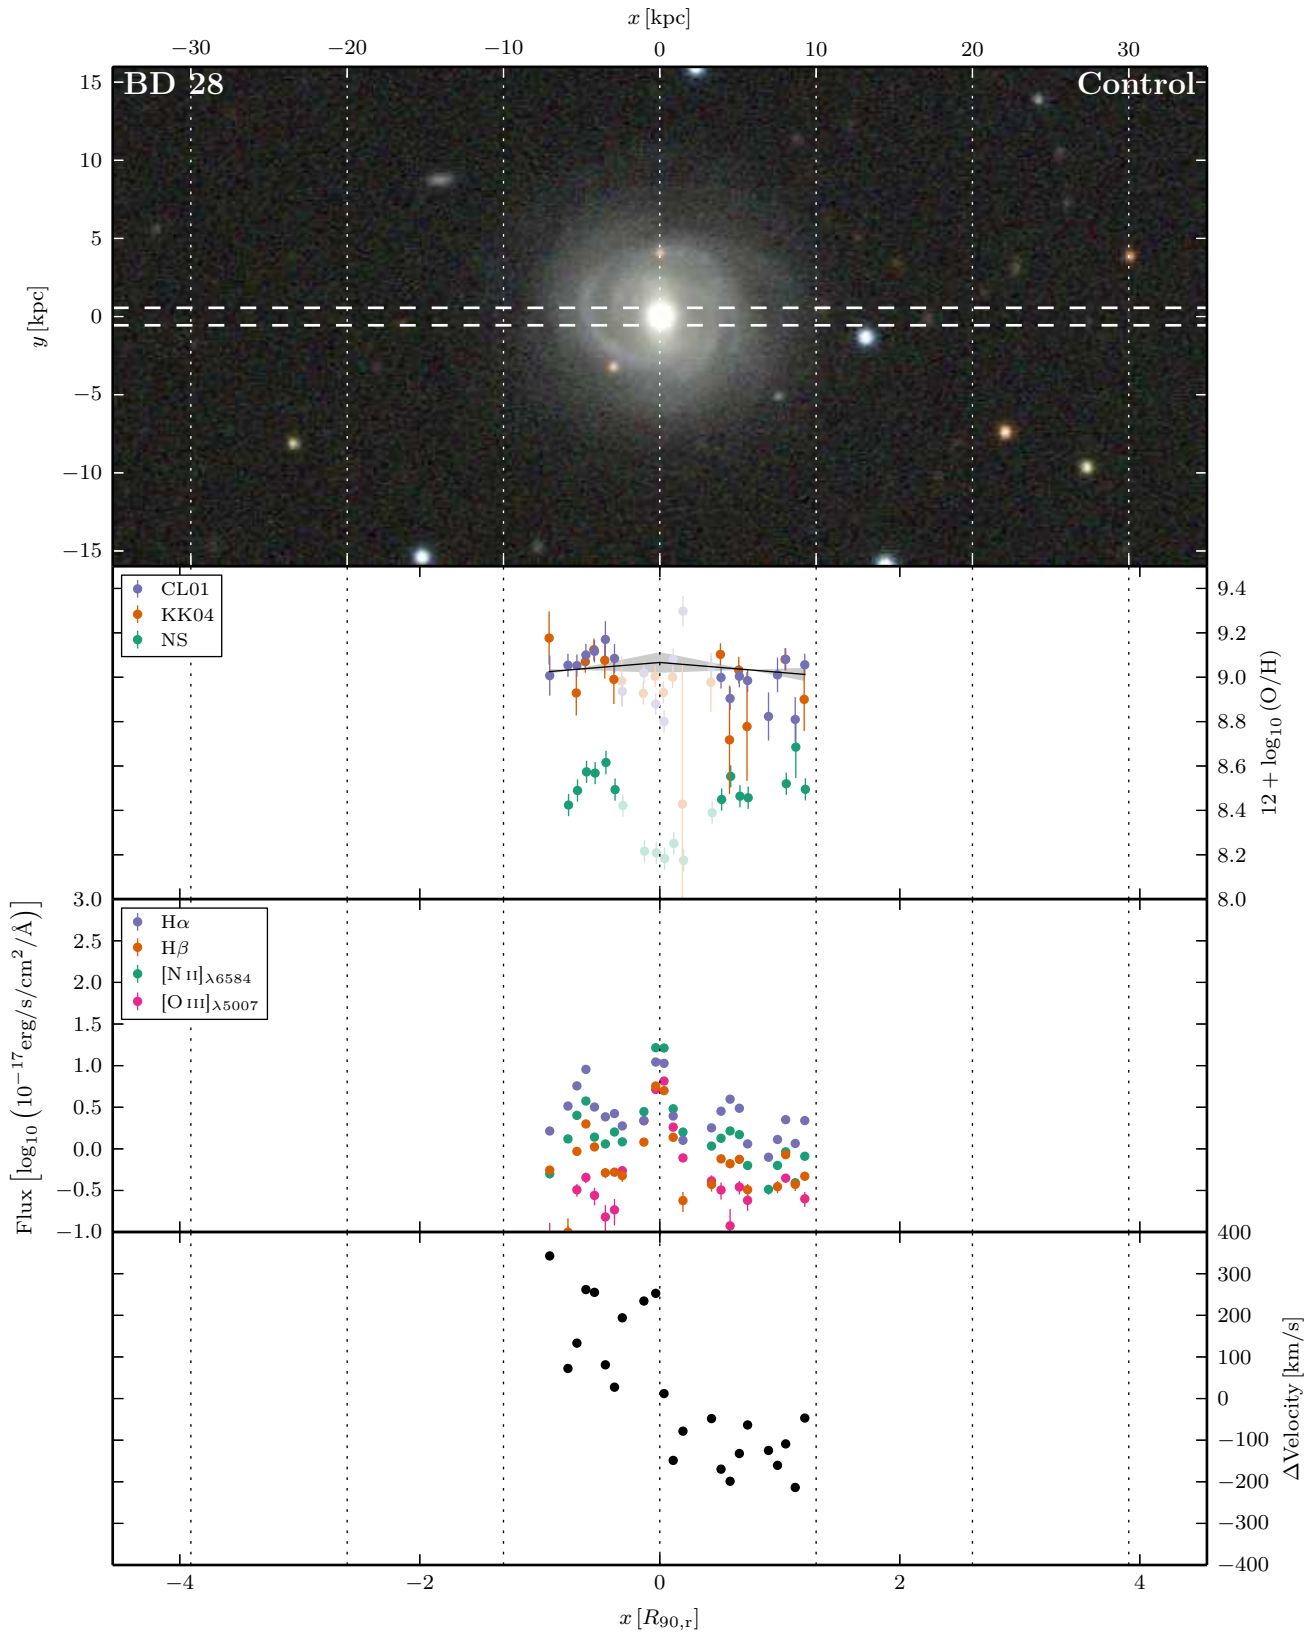 x [kpc]
−30 −20 −10 0 10 20 30
BD 28 Control
15
10
5
0
−5
−10
−15
y [kpc]
CL01
KK04
NS
9.4
9.2
9.0
8.8
8.6
8.4
8.2
8.0
12 + log₁₀ (O/H)
Hα
Hβ
[N II]λ6584
[O III]λ5007
3.0
2.5
2.0
1.5
1.0
0.5
0.0
−0.5
−1.0
Flux [log₁₀ (10⁻¹⁷erg/s/cm²/Å)]
400
300
200
100
0
−100
−200
−300
−400
ΔVelocity [km/s]
−4 −2 0 2 4
x [R90,r]